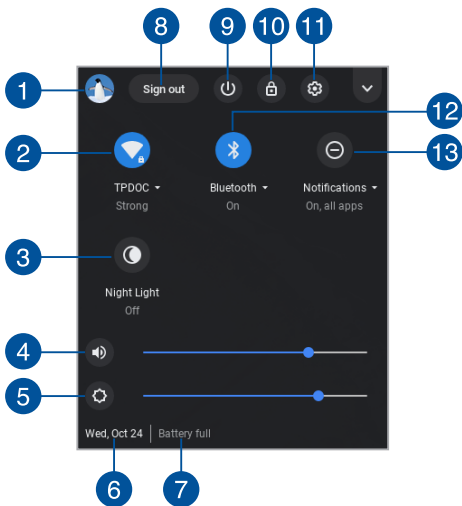 8 9 10 11
1 Sign out
12
2 13
TPDOC Bluetooth Notifications
Strong On On, all apps
3
Night Light
Off
4
5
Wed, Oct 24 Battery full
6 7